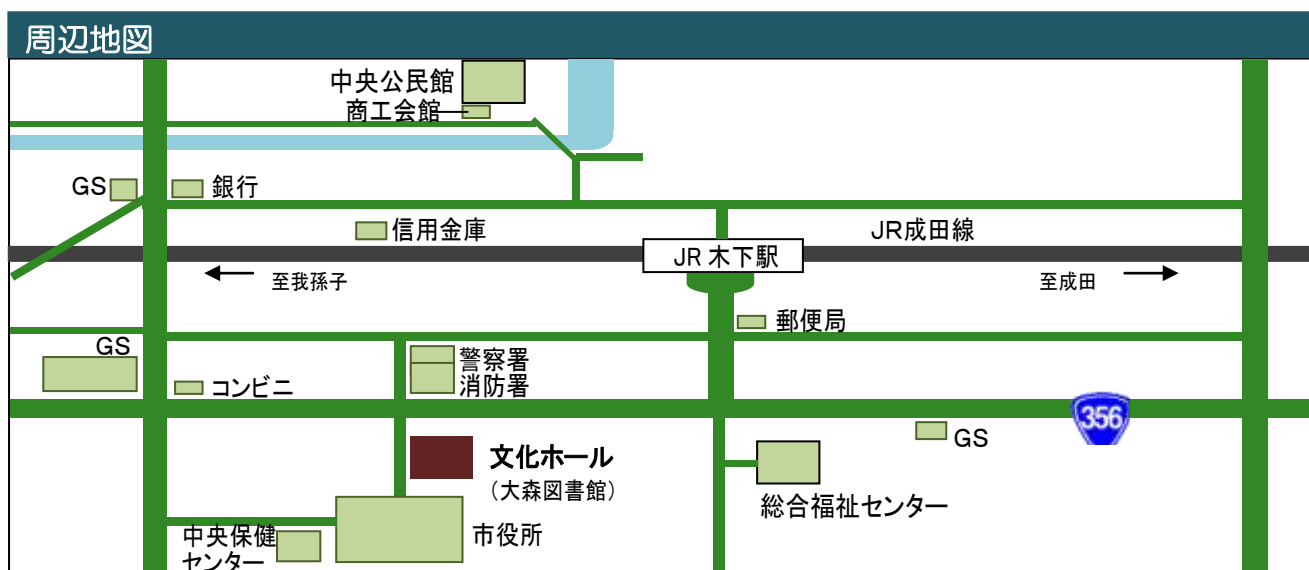 周辺地図
中央公民館
商工会館
GS
銀行
信用金庫
JR成田線
JR 木下駅
至我孫子
至成田
郵便局
GS
警察署
消防署
コンビニ
356
GS
文化ホール
（大森図書館）
総合福祉センター
市役所
中央保健
センター